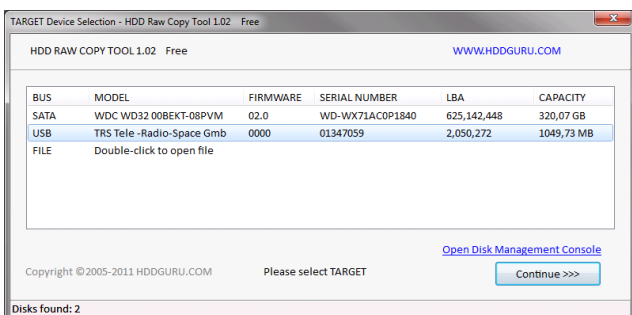 TARGET Device Selection - HDD Raw Copy Tool 1.02 Free
HDD RAW COPY TOOL 1.02 Free WWW.HDDGURU.COM
BUS MODEL FIRMWARE SERIAL NUMBER LBA CAPACITY
SATA WDC WD32 00BEKT-08PVM 02.0 WD-WX71AC0P1840 625,142,448 320,07 GB
USB TRS Tele -Radio-Space Gmb 0000 01347059 2,050,272 1049,73 MB
FILE Double-click to open file
Open Disk Management Console
Copyright ©2005-2011 HDDGURU.COM Please select TARGET Continue >>>
Disks found: 2